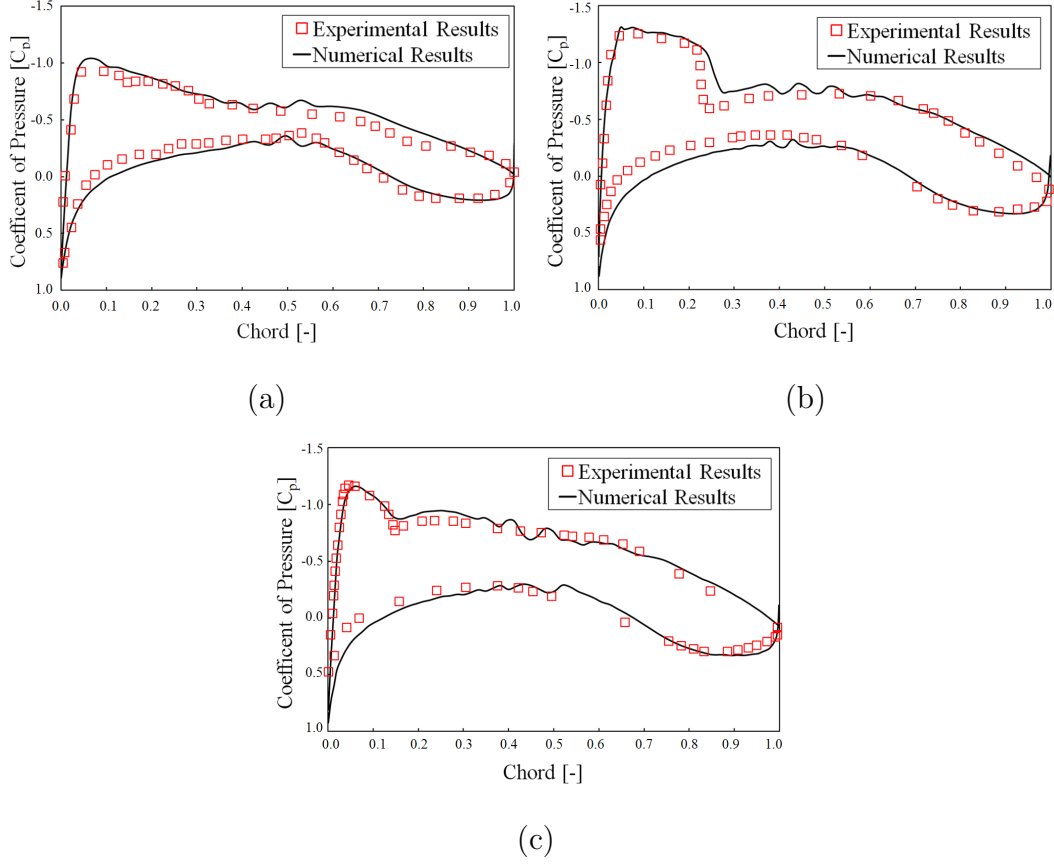 -1.5
-1.0
-0.5
0.0
0.5
1.0
Coefficent of Pressure [Cp]
Experimental Results
Numerical Results
0.0 0.1 0.2 0.3 0.4 0.5 0.6 0.7 0.8 0.9 1.0
Chord [-]
(a)
-1.5
-1.0
-0.5
0.0
0.5
1.0
Coefficent of Pressure [Cp]
Experimental Results
Numerical Results
0.0 0.1 0.2 0.3 0.4 0.5 0.6 0.7 0.8 0.9 1.0
Chord [-]
(b)
-1.5
-1.0
-0.5
0.0
0.5
1.0
Coefficent of Pressure [Cp]
Experimental Results
Numerical Results
0.0 0.1 0.2 0.3 0.4 0.5 0.6 0.7 0.8 0.9 1.0
Chord [-]
(c)